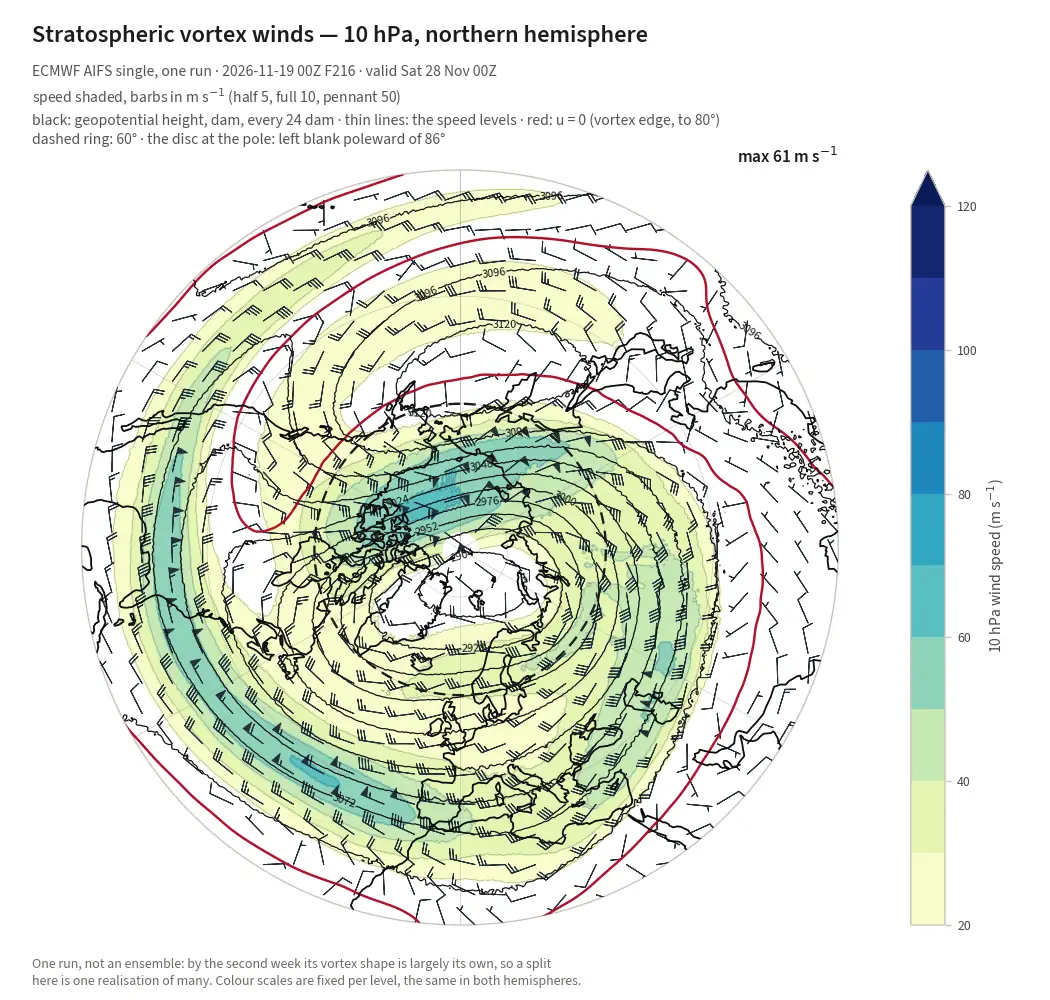 Stratospheric vortex winds — 10 hPa, northern hemisphere
ECMWF AIFS single, one run · 2026-11-19 00Z F216 · valid Sat 28 Nov 00Z
speed shaded, barbs in m s⁻¹ (half 5, full 10, pennant 50)
black: geopotential height, dam, every 24 dam · thin lines: the speed levels · red: u = 0 (vortex edge, to 80°)
dashed ring: 60° · the disc at the pole: left blank poleward of 86°
max 61 m s⁻¹
3096
3096
3096
3096
3120
3048
2976
2952
3072
120
100
80
60
40
20
10 hPa wind speed (m s⁻¹)
One run, not an ensemble: by the second week its vortex shape is largely its own, so a split
here is one realisation of many. Colour scales are fixed per level, the same in both hemispheres.